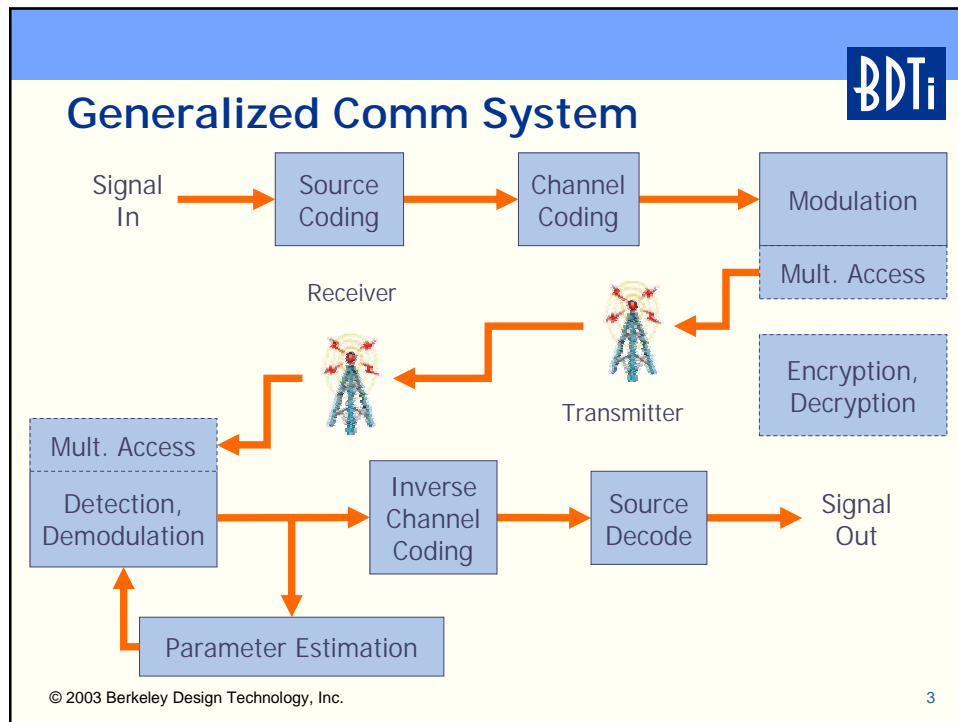 BDTi
Generalized Comm System
Signal
In
Source
Coding
Channel
Coding
Modulation
Mult. Access
Receiver
Transmitter
Encryption,
Decryption
Mult. Access
Detection,
Demodulation
Inverse
Channel
Coding
Source
Decode
Signal
Out
Parameter Estimation
© 2003 Berkeley Design Technology, Inc.
3